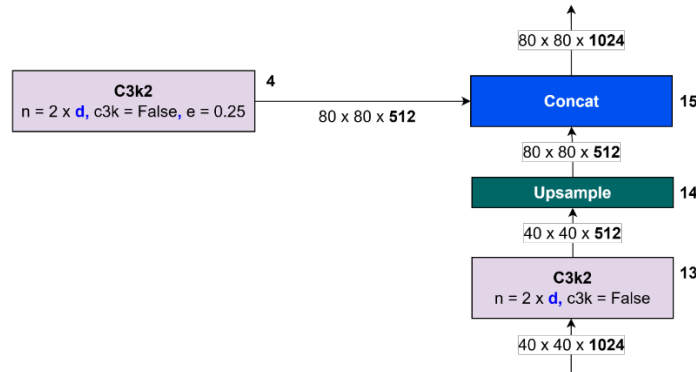 80 x 80 x 1024
C3k2
n = 2 x d, c3k = False, e = 0.25
4
80 x 80 x 512
Concat
15
80 x 80 x 512
Upsample
14
40 x 40 x 512
C3k2
n = 2 x d, c3k = False
13
40 x 40 x 1024